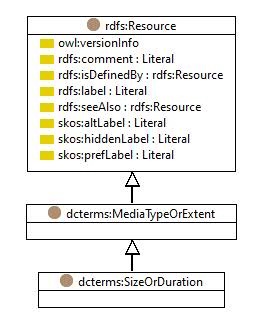 rdfs:Resource
owl:versionInfo
rdfs:comment : Literal
rdfs:isDefinedBy : rdfs:Resource
rdfs:label : Literal
rdfs:seeAlso : rdfs:Resource
skos:altLabel : Literal
skos:hiddenLabel : Literal
skos:prefLabel : Literal
dcterms:MediaTypeOrExtent
dcterms:SizeOrDuration